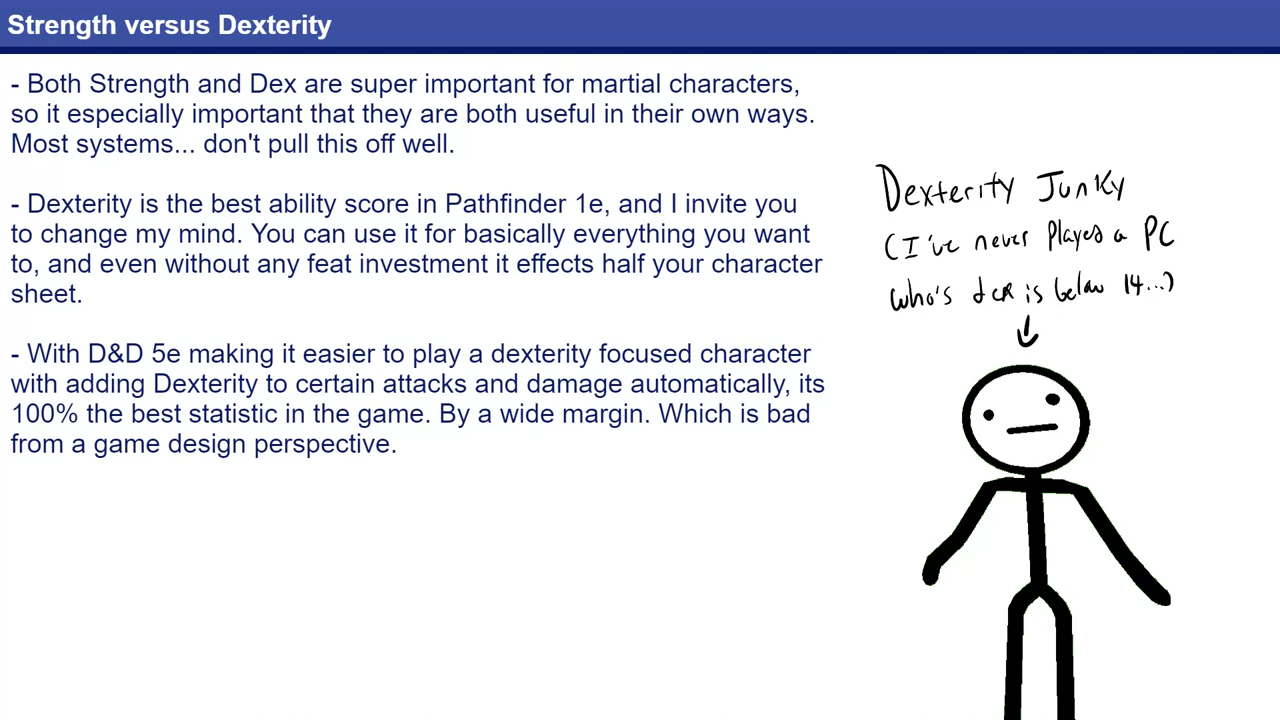 Strength versus Dexterity
- Both Strength and Dex are super important for martial characters,
so it especially important that they are both useful in their own ways.
Most systems... don't pull this off well.
- Dexterity is the best ability score in Pathfinder 1e, and I invite you
to change my mind. You can use it for basically everything you want
to, and even without any feat investment it effects half your character
sheet.
- With D&D 5e making it easier to play a dexterity focused character
with adding Dexterity to certain attacks and damage automatically, its
100% the best statistic in the game. By a wide margin. Which is bad
from a game design perspective.
Dexterity Junky
(I've never Played a PC
who's dex is below 14...)